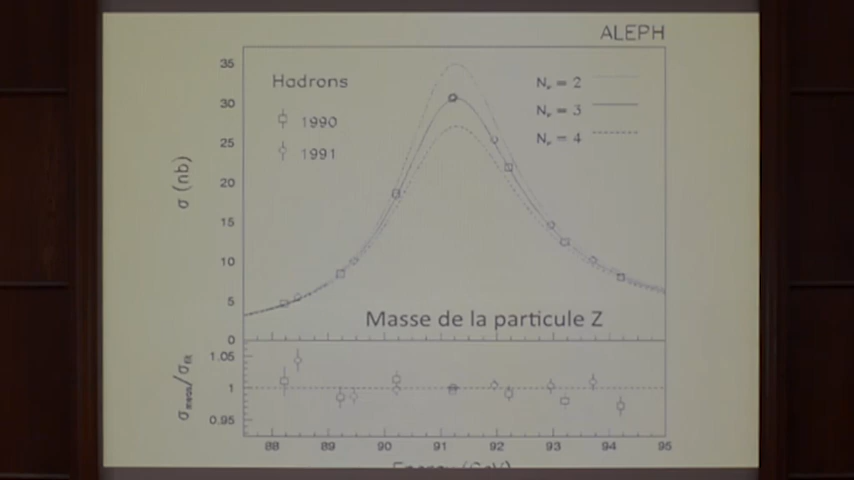 ALEPH
Hadrons
1990
1991
N_ν = 2
N_ν = 3
N_ν = 4
σ (nb)
35
30
25
20
15
10
5
0
Masse de la particule Z
σ_meas/σ_fit
1.05
1
0.95
88 89 90 91 92 93 94 95
Energy (GeV)